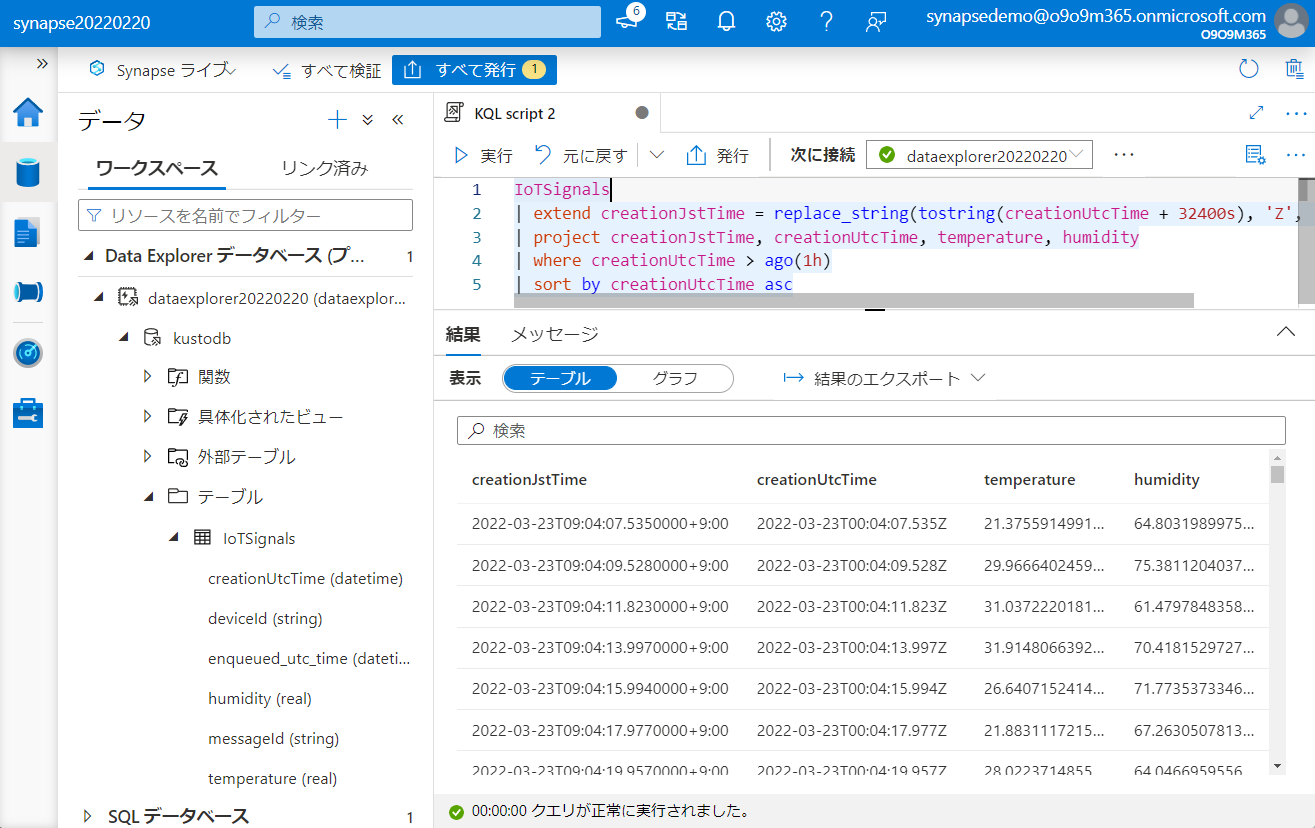 synapse20220220
検索
6
synapsedemo@o9o9m365.onmicrosoft.com
O9O9M365
Synapse ライブ
すべて検証
すべて発行 1
データ
ワークスペース リンク済み
リソースを名前でフィルター
Data Explorer データベース (プ... 1
dataexplorer20220220 (dataexplor...
kustodb
関数
具体化されたビュー
外部テーブル
テーブル
IoTSignals
creationUtcTime (datetime)
deviceId (string)
enqueued_utc_time (dateti...
humidity (real)
messageId (string)
temperature (real)
SQL データベース 1
KQL script 2
実行 元に戻す 発行 次に接続 dataexplorer20220220 ...
1 IoTSignals
2 | extend creationJstTime = replace_string(tostring(creationUtcTime + 32400s), 'Z',
3 | project creationJstTime, creationUtcTime, temperature, humidity
4 | where creationUtcTime > ago(1h)
5 | sort by creationUtcTime asc
結果 メッセージ
表示 テーブル グラフ 結果のエクスポート
検索
creationJstTime creationUtcTime temperature humidity
2022-03-23T09:04:07.5350000+9:00 2022-03-23T00:04:07.535Z 21.3755914991... 64.8031989975...
2022-03-23T09:04:09.5280000+9:00 2022-03-23T00:04:09.528Z 29.9666402459... 75.3811204037...
2022-03-23T09:04:11.8230000+9:00 2022-03-23T00:04:11.823Z 31.0372220181... 61.4797848358...
2022-03-23T09:04:13.9970000+9:00 2022-03-23T00:04:13.997Z 31.9148066392... 70.4181529727...
2022-03-23T09:04:15.9940000+9:00 2022-03-23T00:04:15.994Z 26.6407152414... 71.7735373346...
2022-03-23T09:04:17.9770000+9:00 2022-03-23T00:04:17.977Z 21.8831117215... 67.2630507813...
2022-03-23T09:04:19.9570000+9:00 2022-03-23T00:04:19.957Z 28.0223714855 64.0466959556
00:00:00 クエリが正常に実行されました。